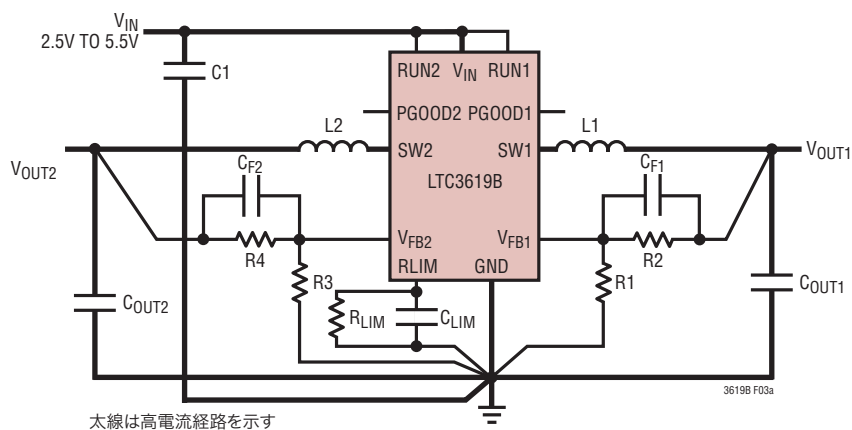 VIN
2.5V TO 5.5V
C1
RUN2 VIN RUN1
PGOOD2 PGOOD1
L2
L1
SW2 SW1
VOUT2
VOUT1
CF2
CF1
LTC3619B
VFB2 VFB1
R4
R2
RLIM GND
R3
R1
COUT2
COUT1
RLIM
CLIM
3619B F03a
太線は高電流経路を示す